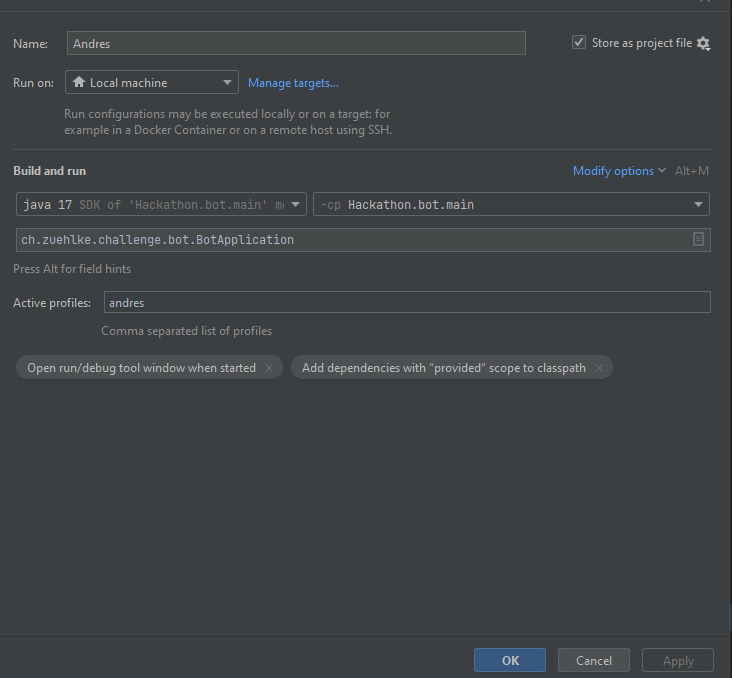 Name: Andres Store as project file
Run on: Local machine Manage targets...
Run configurations may be executed locally or on a target: for
example in a Docker Container or on a remote host using SSH.
Build and run Modify options Alt+M
java 17 SDK of 'Hackathon.bot.main' -cp Hackathon.bot.main
ch.zuehlke.challenge.bot.BotApplication
Press Alt for field hints
Active profiles: andres
Comma separated list of profiles
Open run/debug tool window when started × Add dependencies with "provided" scope to classpath ×
OK Cancel Apply